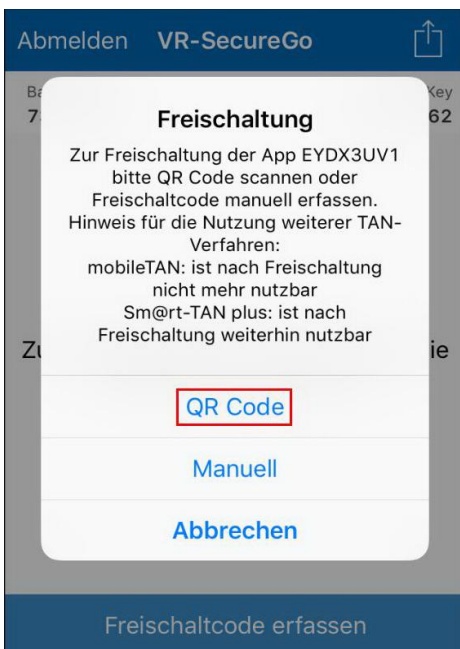 Abmelden VR-SecureGo
Key
62
Freischaltung
Zur Freischaltung der App EYDX3UV1
bitte QR Code scannen oder
Freischaltcode manuell erfassen.
Hinweis für die Nutzung weiterer TAN-
Verfahren:
mobileTAN: ist nach Freischaltung
nicht mehr nutzbar
Sm@rt-TAN plus: ist nach
Freischaltung weiterhin nutzbar
QR Code
Manuell
Abbrechen
Freischaltcode erfassen